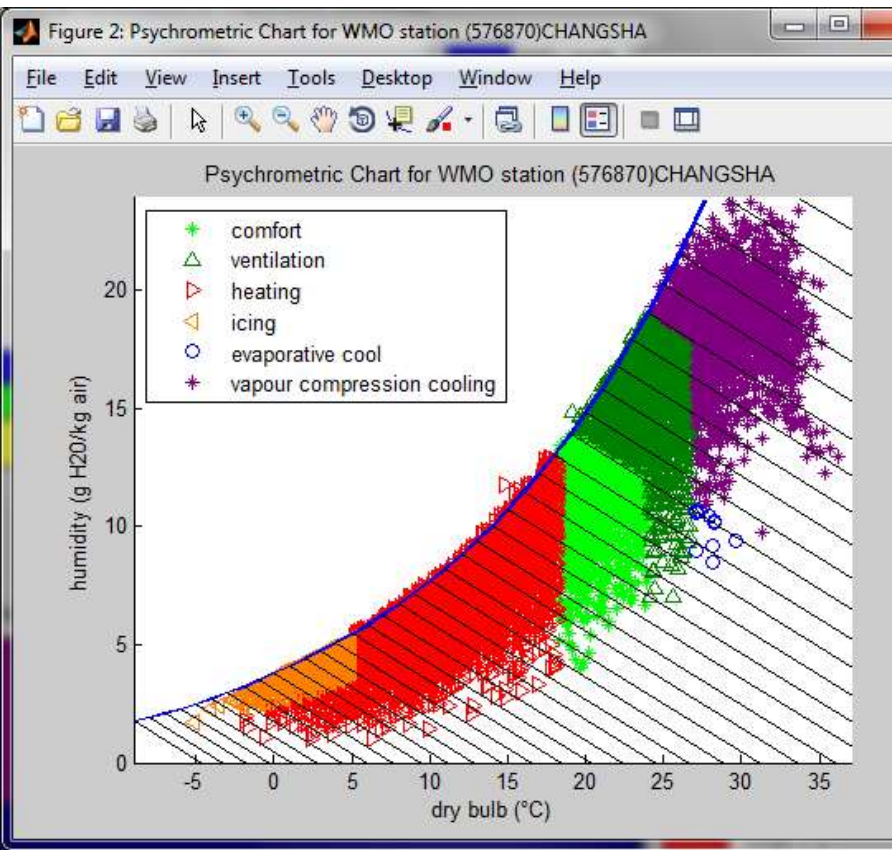 Figure 2: Psychrometric Chart for WMO station (576870)CHANGSHA
File Edit View Insert Tools Desktop Window Help
Psychrometric Chart for WMO station (576870)CHANGSHA
comfort
ventilation
heating
icing
evaporative cool
vapour compression cooling
20
15
10
5
0
humidity (g H20/kg air)
-5 0 5 10 15 20 25 30 35
dry bulb (°C)